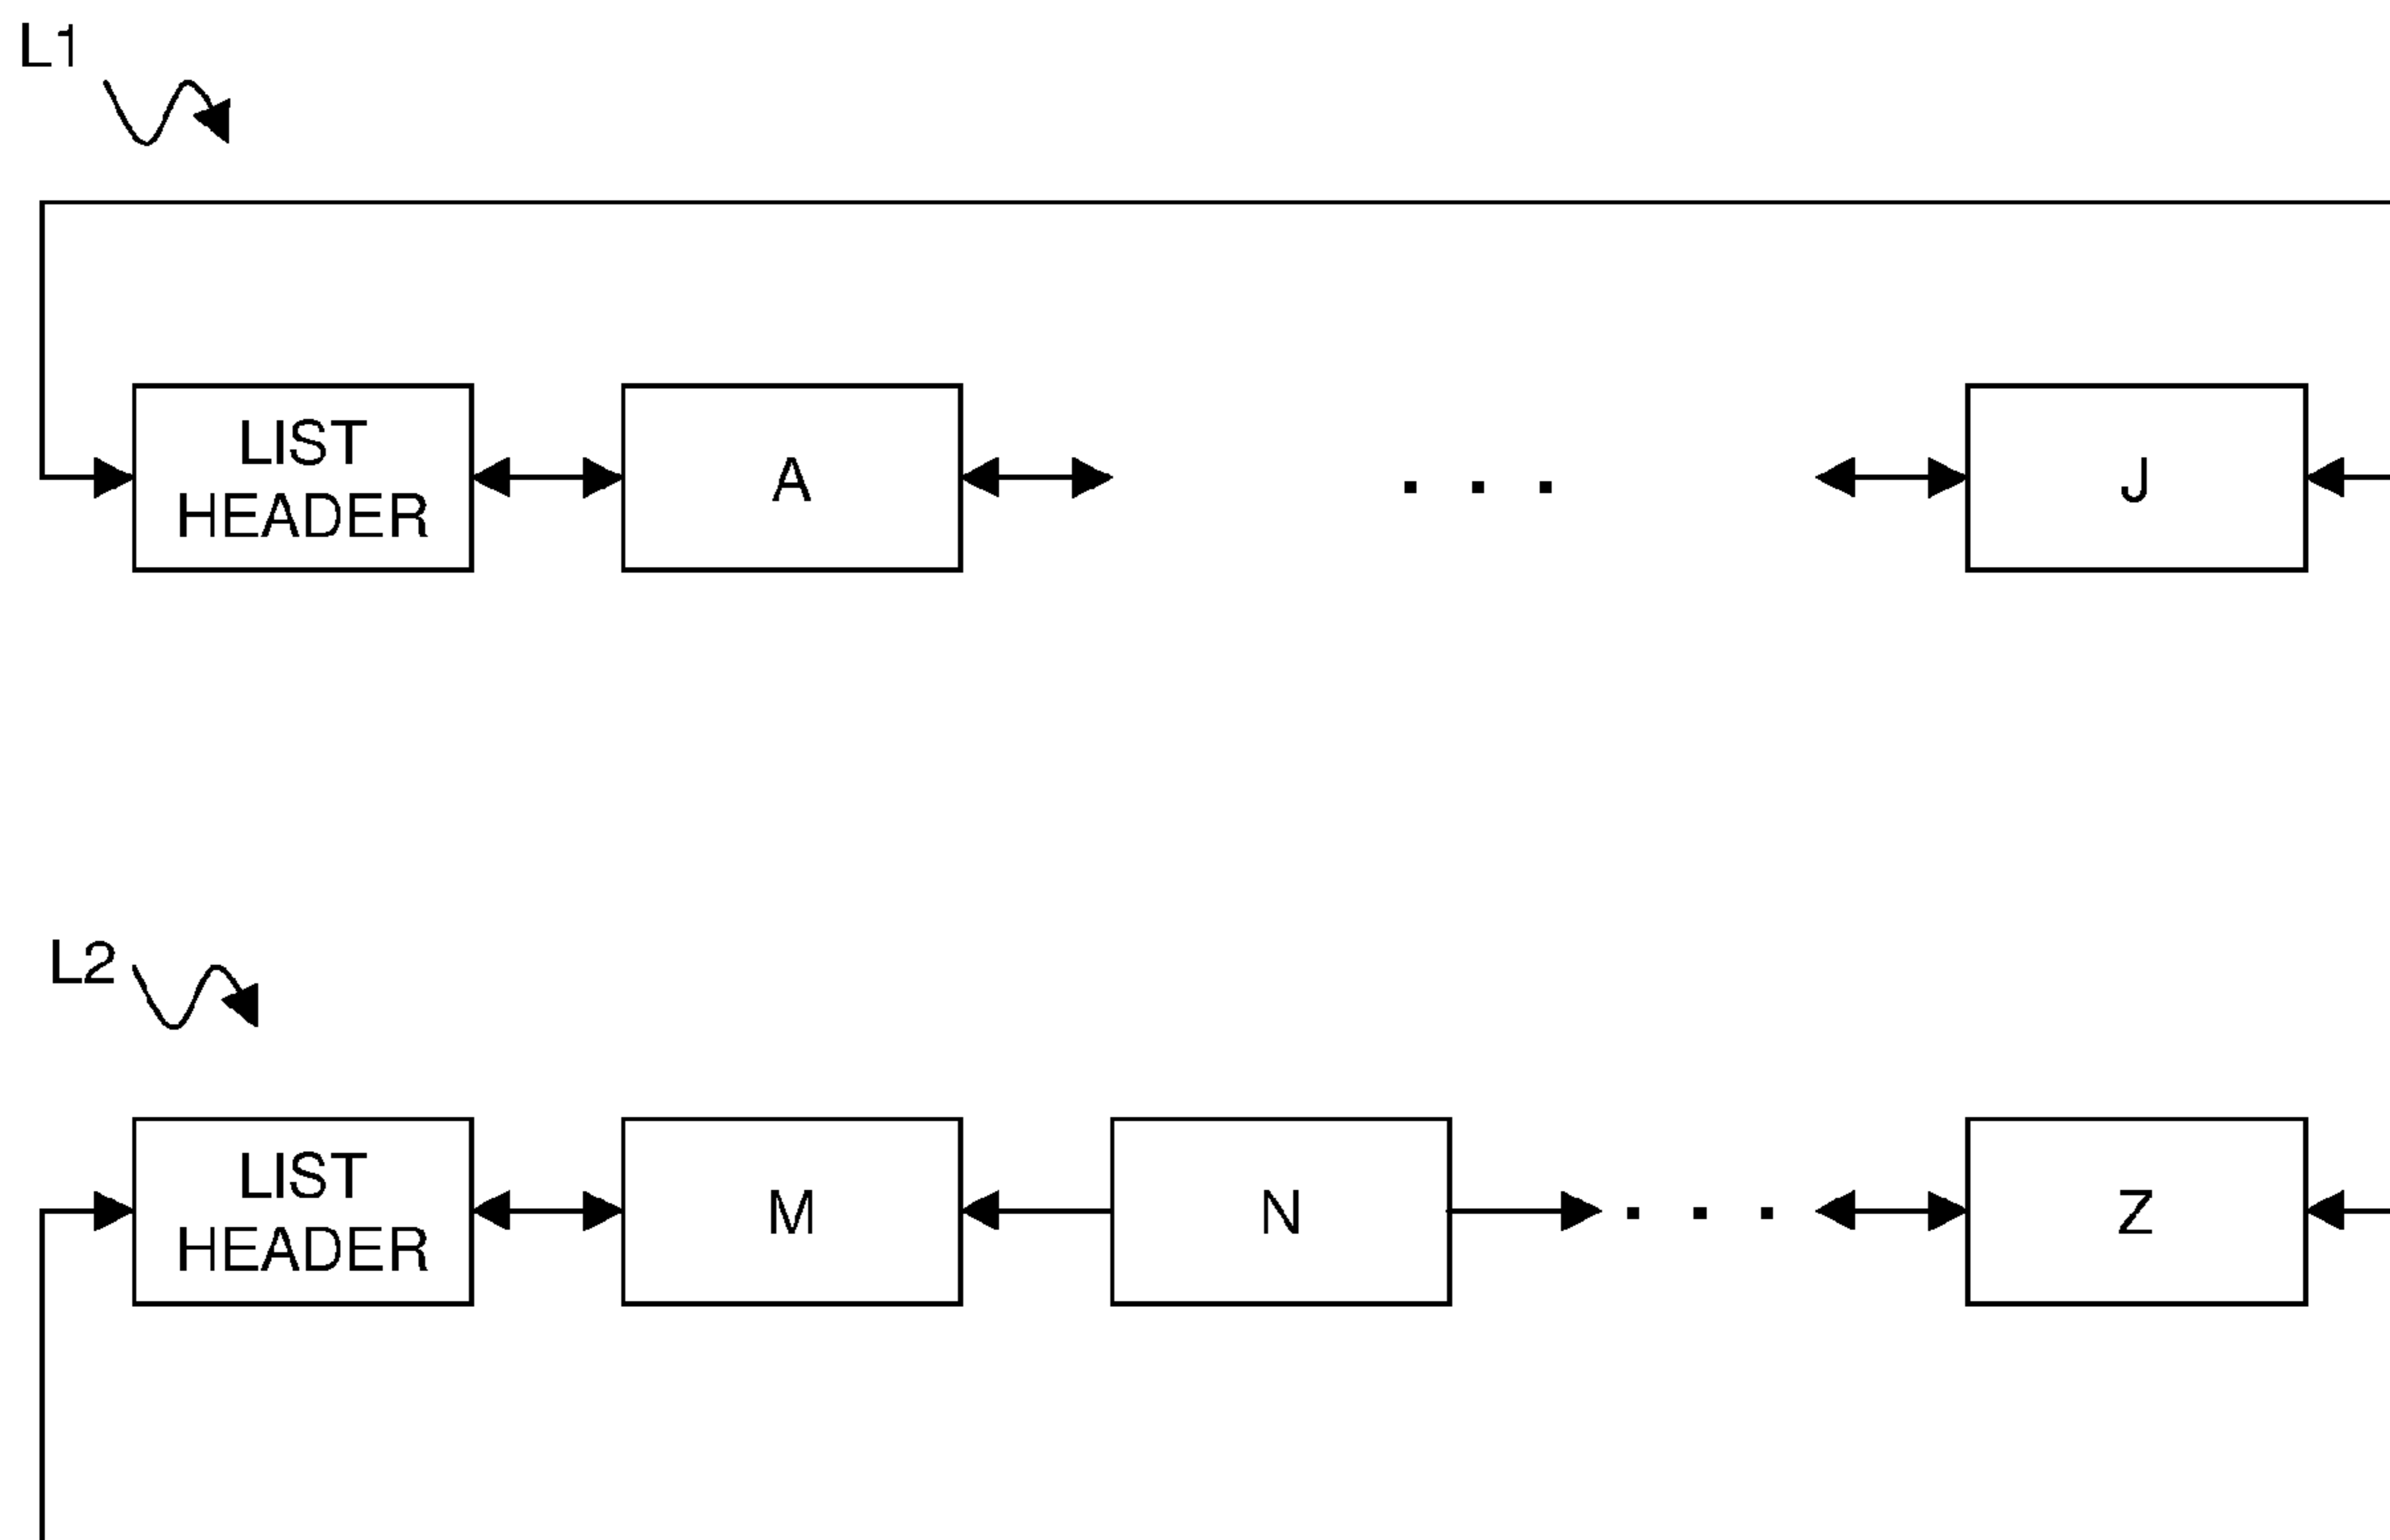 L1
LIST
HEADER
A
. . .
J
L2
LIST
HEADER
M
N
. . .
Z